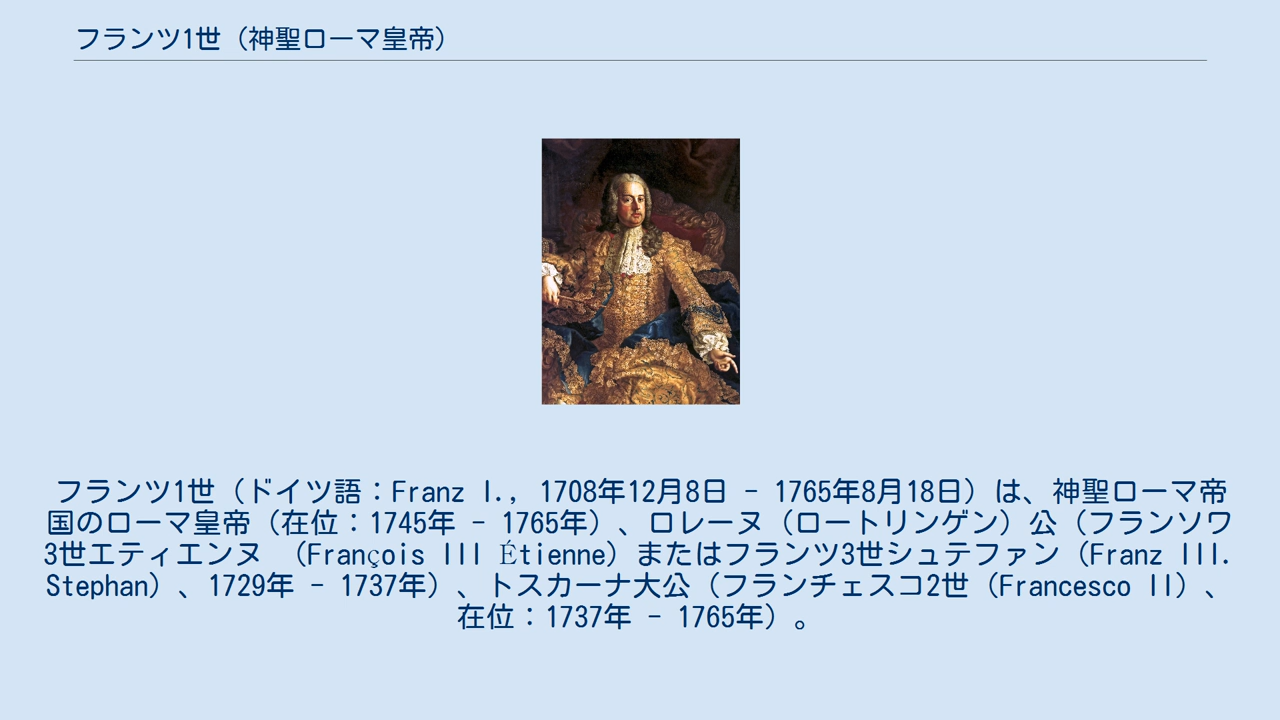 フランツ1世（神聖ローマ皇帝）
フランツ1世（ドイツ語：Franz I., 1708年12月8日 - 1765年8月18日）は、神聖ローマ帝
国のローマ皇帝（在位：1745年 - 1765年）、ロレーヌ（ロートリンゲン）公（フランソワ
3世エティエンヌ （François III Étienne）またはフランツ3世シュテファン（Franz III.
Stephan）、1729年 - 1737年）、トスカーナ大公（フランチェスコ2世（Francesco II）、
在位：1737年 - 1765年）。